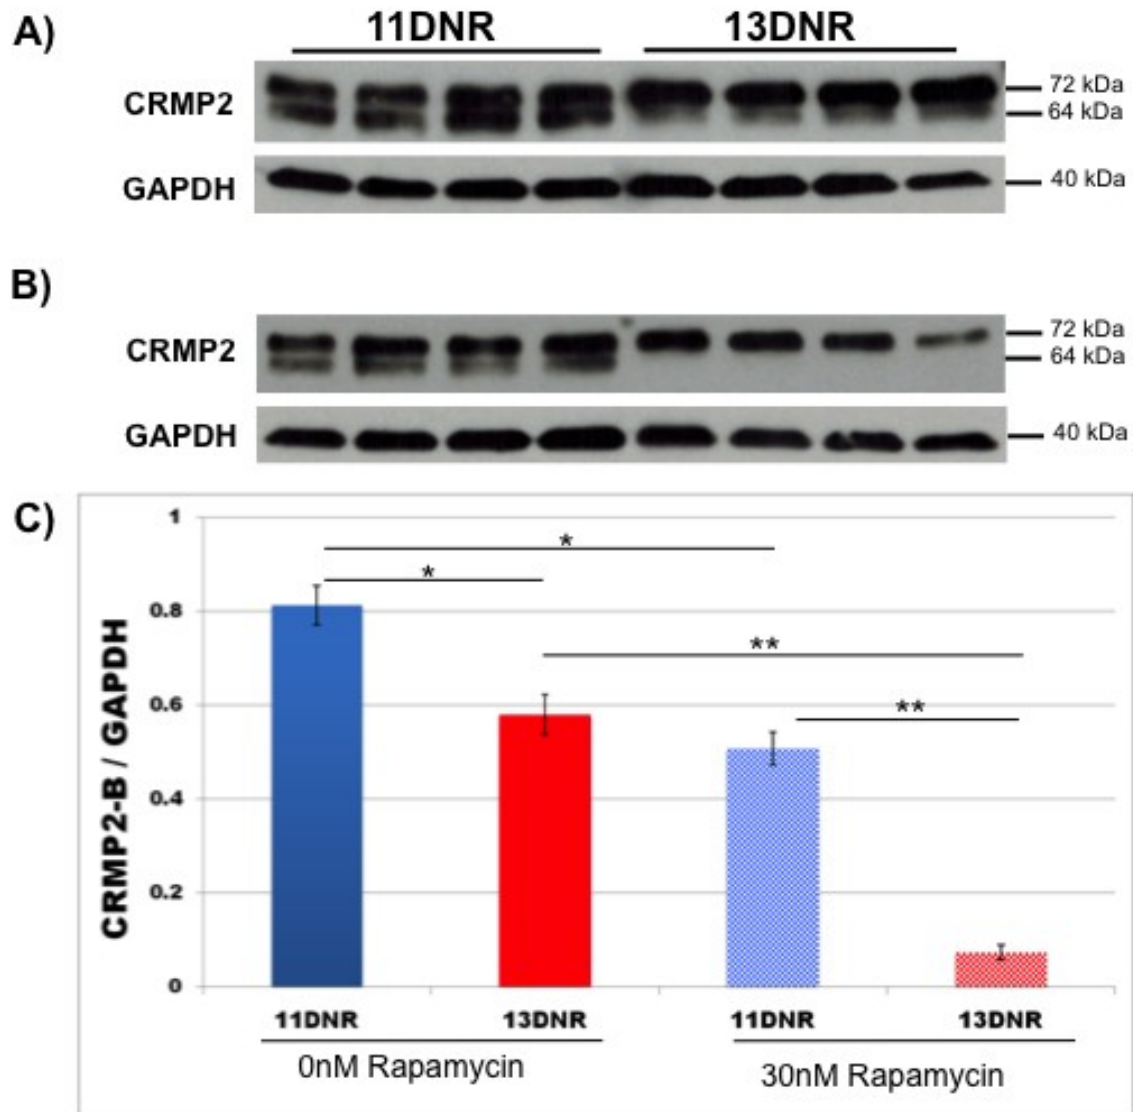 A)
11DNR 13DNR
CRMP2
72 kDa
64 kDa
GAPDH
40 kDa
B)
CRMP2
72 kDa
64 kDa
GAPDH
40 kDa
C)
CRMP2-B / GAPDH
1
0.8
0.6
0.4
0.2
0
*
*
**
**
11DNR 13DNR 11DNR 13DNR
0nM Rapamycin 30nM Rapamycin